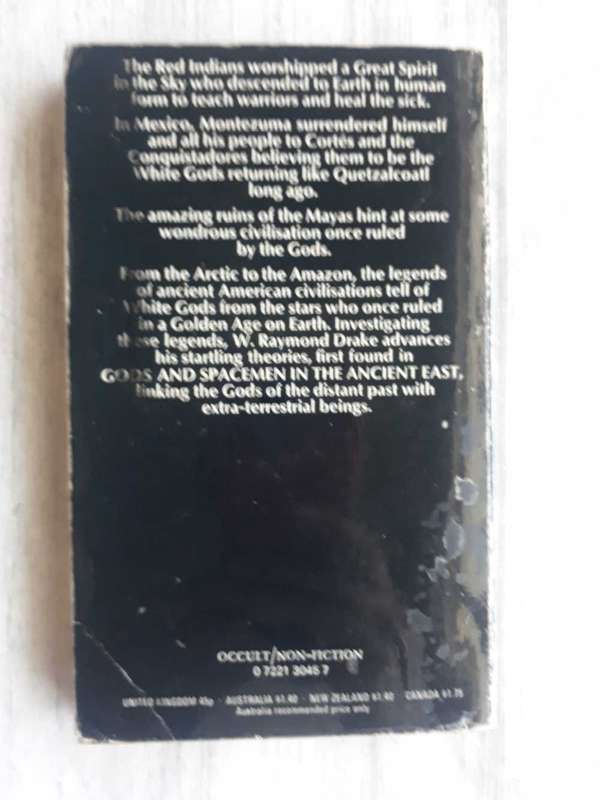 The Red Indians worshipped a Great Spirit
in the Sky who descended to Earth in human
form to teach warriors and heal the sick.
In Mexico, Montezuma surrendered himself
and all his people to Cortes and the
Conquistadores believing them to be the
White Gods returning like Quetzalcoatl
long ago.
The amazing ruins of the Mayas hint at some
wondrous civilisation once ruled
by the Gods.
From the Arctic to the Amazon, the legends
of ancient American civilisations tell of
White Gods from the stars who once ruled
in a Golden Age on Earth. Investigating
these legends, W. Raymond Drake advances
his startling theories, first found in
GODS AND SPACEMEN IN THE ANCIENT EAST,
linking the Gods of the distant past with
extra-terrestrial beings.
OCCULT/NON-FICTION
0 7221 3045 7
UNITED KINGDOM 45p · AUSTRALIA $1.40 · NEW ZEALAND $1.40 CANADA $1.75
Australia recommended price only